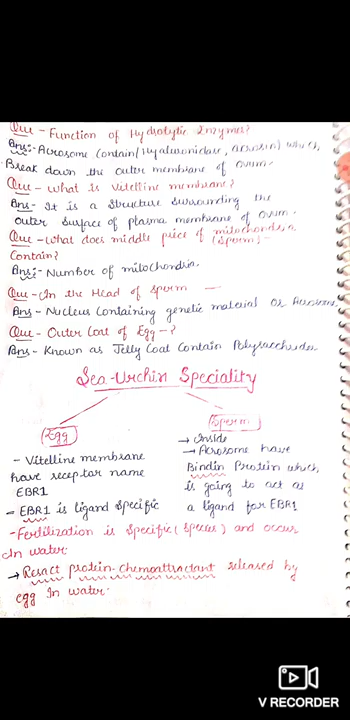 Que - Function of Hydrolytic Enzymes?
Ans:- Acrosome Contain(Hyaluronidase, acrosin) which,
Break down the outer membrane of ovum.
Que - What is Vitelline membrane?
Ans - It is a Structure Surrounding the
outer Surface of plasma membrane of ovum.
Que - What does middle piece of mitochondria
(Sperm) -
Contain?
Ans:- Number of mitochondria.
Que - In the Head of sperm —
Ans - Nucleus Containing genetic material or Acrosome
Que - Outer Coat of Egg - ?
Ans - Known as Jelly Coat Contain Polysaccharides
Sea-Urchin Speciality
Egg
- Vitelline membrane
have receptor name
EBR1
- EBR1 is ligand Specific
Sperm
→ Inside
→ Acrosome have
Bindin Protein which
is going to act as
a ligand for EBR1
- Fertilization is Specific (Species) and occur
In water
→ Resact protein-Chemoattractant released by
egg In water.
V RECORDER